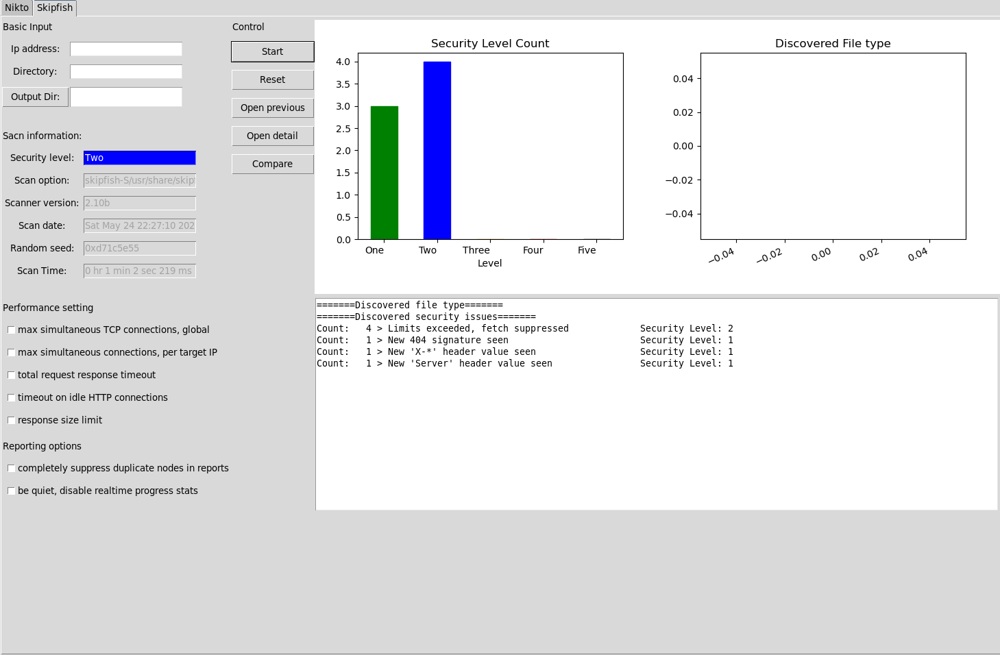 Nikto Skipfish
Basic Input
Ip address:
Directory:
Output Dir:
Sacn information:
Security level: Two
Scan option: skipfish-S/usr/share/skip
Scanner version: 2.10b
Scan date: Sat May 24 22:27:10 202
Random seed: 0xd71c5e55
Scan Time: 0 hr 1 min 2 sec 219 ms
Performance setting
max simultaneous TCP connections, global
max simultaneous connections, per target IP
total request response timeout
timeout on idle HTTP connections
response size limit
Reporting options
completely suppress duplicate nodes in reports
be quiet, disable realtime progress stats
Control
Start
Reset
Open previous
Open detail
Compare
Security Level Count
4.0
3.5
3.0
2.5
2.0
1.5
1.0
0.5
0.0
One Two Three Four Five
Level
Discovered File type
0.04
0.02
0.00
−0.02
−0.04
−0.04 −0.02 0.00 0.02 0.04
=======Discovered file type=======
=======Discovered security issues=======
Count: 4 > Limits exceeded, fetch suppressed Security Level: 2
Count: 1 > New 404 signature seen Security Level: 1
Count: 1 > New 'X-*' header value seen Security Level: 1
Count: 1 > New 'Server' header value seen Security Level: 1